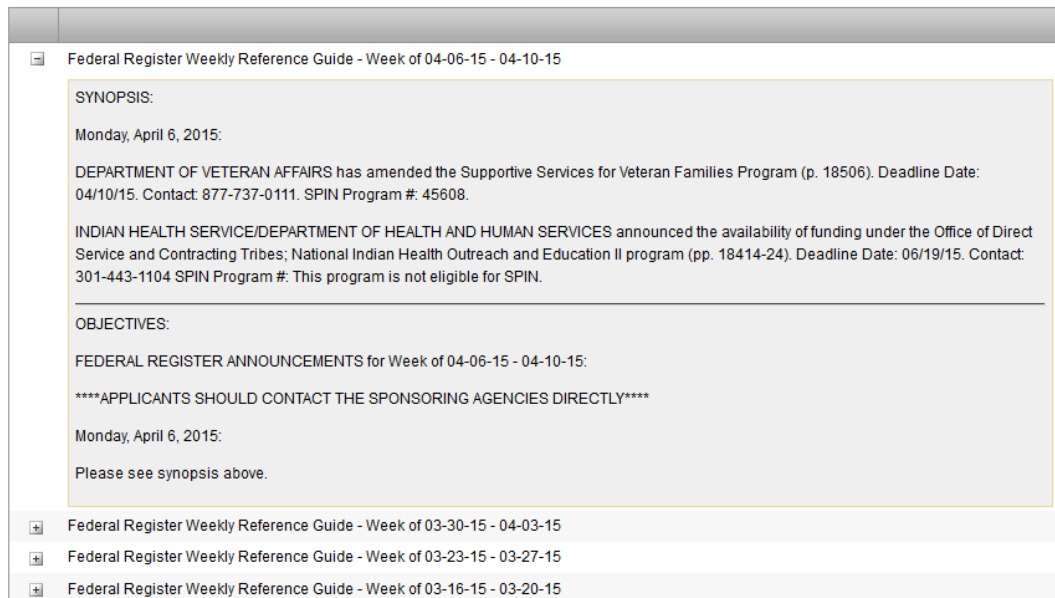 Federal Register Weekly Reference Guide - Week of 04-06-15 - 04-10-15
SYNOPSIS:
Monday, April 6, 2015:
DEPARTMENT OF VETERAN AFFAIRS has amended the Supportive Services for Veteran Families Program (p. 18506). Deadline Date:
04/10/15. Contact: 877-737-0111. SPIN Program #: 45608.
INDIAN HEALTH SERVICE/DEPARTMENT OF HEALTH AND HUMAN SERVICES announced the availability of funding under the Office of Direct
Service and Contracting Tribes; National Indian Health Outreach and Education II program (pp. 18414-24). Deadline Date: 06/19/15. Contact:
301-443-1104 SPIN Program #: This program is not eligible for SPIN.
OBJECTIVES:
FEDERAL REGISTER ANNOUNCEMENTS for Week of 04-06-15 - 04-10-15:
****APPLICANTS SHOULD CONTACT THE SPONSORING AGENCIES DIRECTLY****
Monday, April 6, 2015:
Please see synopsis above.
Federal Register Weekly Reference Guide - Week of 03-30-15 - 04-03-15
Federal Register Weekly Reference Guide - Week of 03-23-15 - 03-27-15
Federal Register Weekly Reference Guide - Week of 03-16-15 - 03-20-15